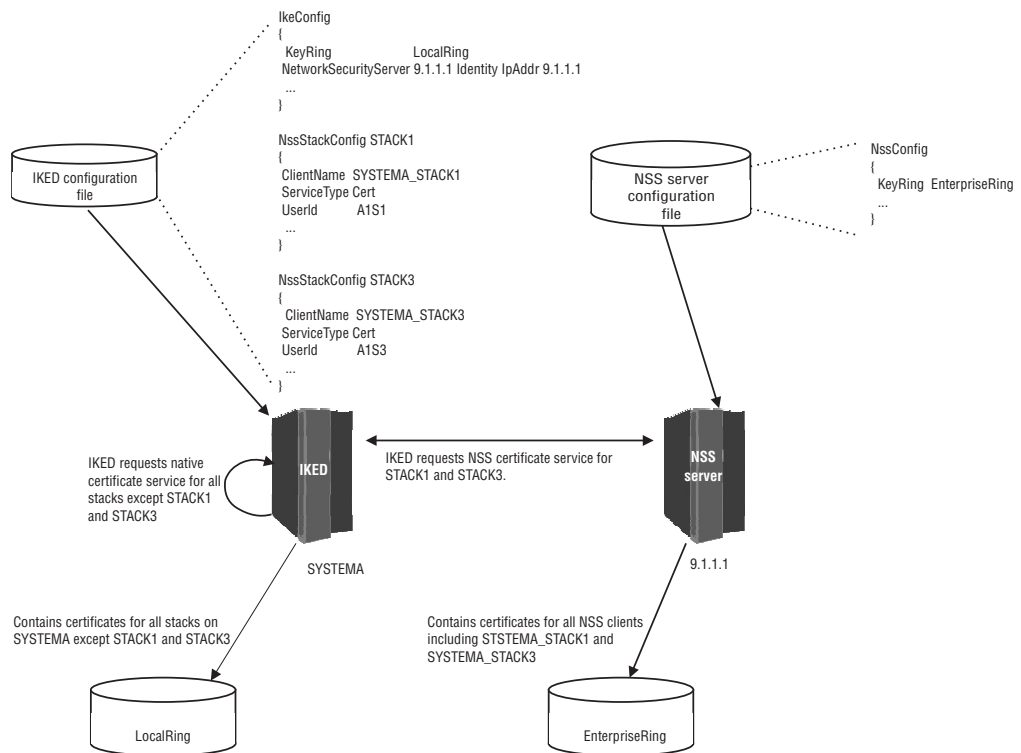 IkeConfig
{
KeyRing LocalRing
NetworkSecurityServer 9.1.1.1 Identity IpAddr 9.1.1.1
...
}
NssStackConfig STACK1
{
ClientName SYSTEMA_STACK1
ServiceType Cert
UserId A1S1
...
}
NssStackConfig STACK3
{
ClientName SYSTEMA_STACK3
ServiceType Cert
UserId A1S3
...
}
IKED configuration
file
NSS server
configuration
file
NssConfig
{
KeyRing EnterpriseRing
...
}
IKED requests native
certificate service for all
stacks except STACK1
and STACK3
IKED
IKED requests NSS certificate service for
STACK1 and STACK3.
NSS
server
SYSTEMA
9.1.1.1
Contains certificates for all stacks on
SYSTEMA except STACK1 and STACK3
Contains certificates for all NSS clients
including STSTEMA_STACK1 and
SYSTEMA_STACK3
LocalRing
EnterpriseRing